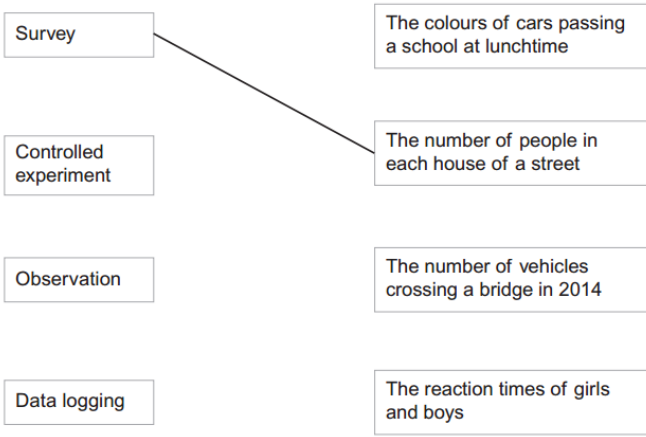 Survey
The colours of cars passing
a school at lunchtime
Controlled
experiment
The number of people in
each house of a street
Observation
The number of vehicles
crossing a bridge in 2014
Data logging
The reaction times of girls
and boys